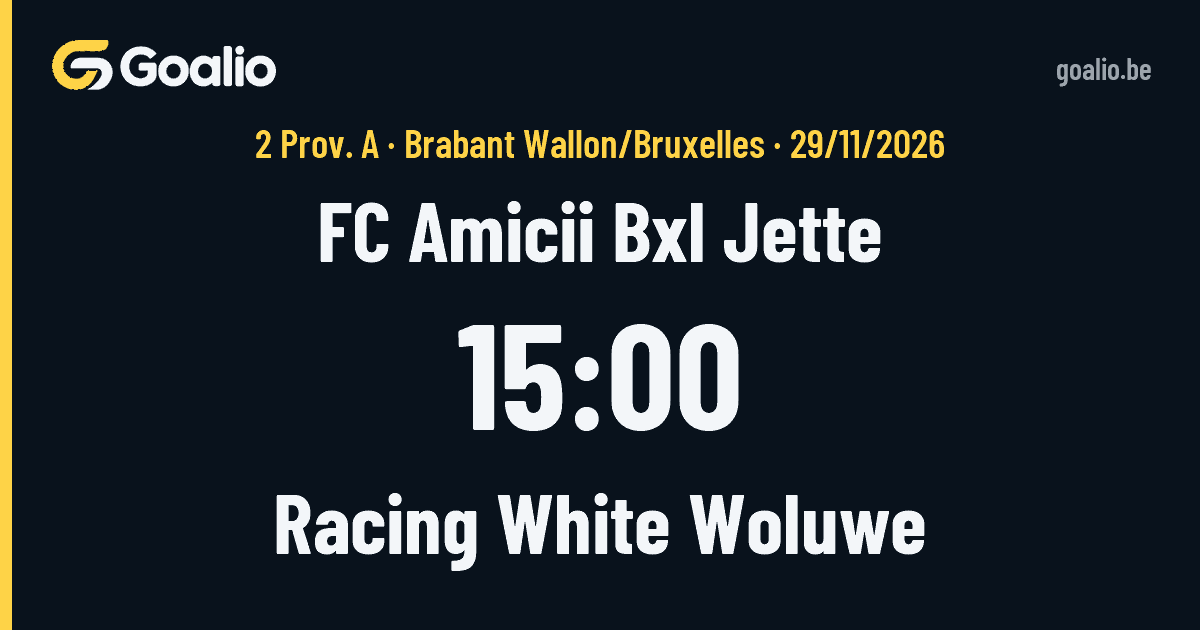 Goalio
goalio.be
2 Prov. A · Brabant Wallon/Bruxelles · 29/11/2026
FC Amicii Bxl Jette
15:00
Racing White Woluwe